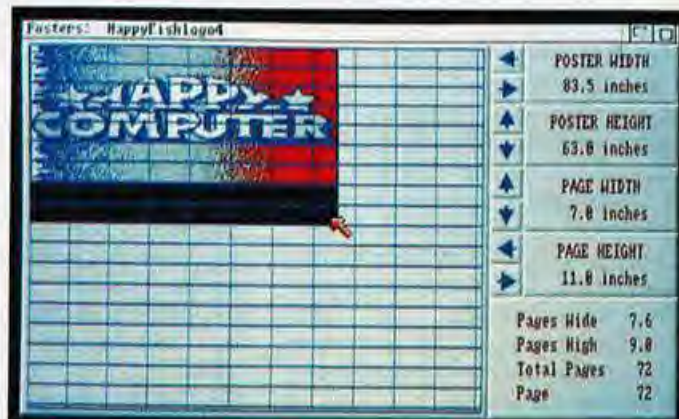 Posters: HappyFishlogo4
HAPPY
COMPUTER
POSTER WIDTH
83.5 inches
POSTER HEIGHT
63.0 inches
PAGE WIDTH
7.0 inches
PAGE HEIGHT
11.0 inches
Pages Wide 7.6
Pages High 9.0
Total Pages 72
Page 72